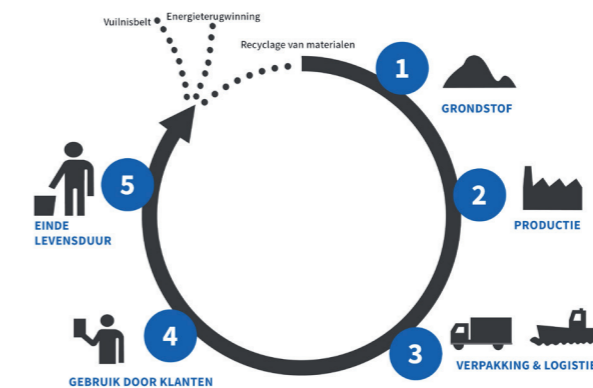 Vuilnisbelt
Energieterugwinning
Recyclage van materialen
1
GRONDSTOF
2
PRODUCTIE
3
VERPAKKING & LOGISTIE
4
GEBRUIK DOOR KLANTEN
5
EINDE
LEVENSDUUR